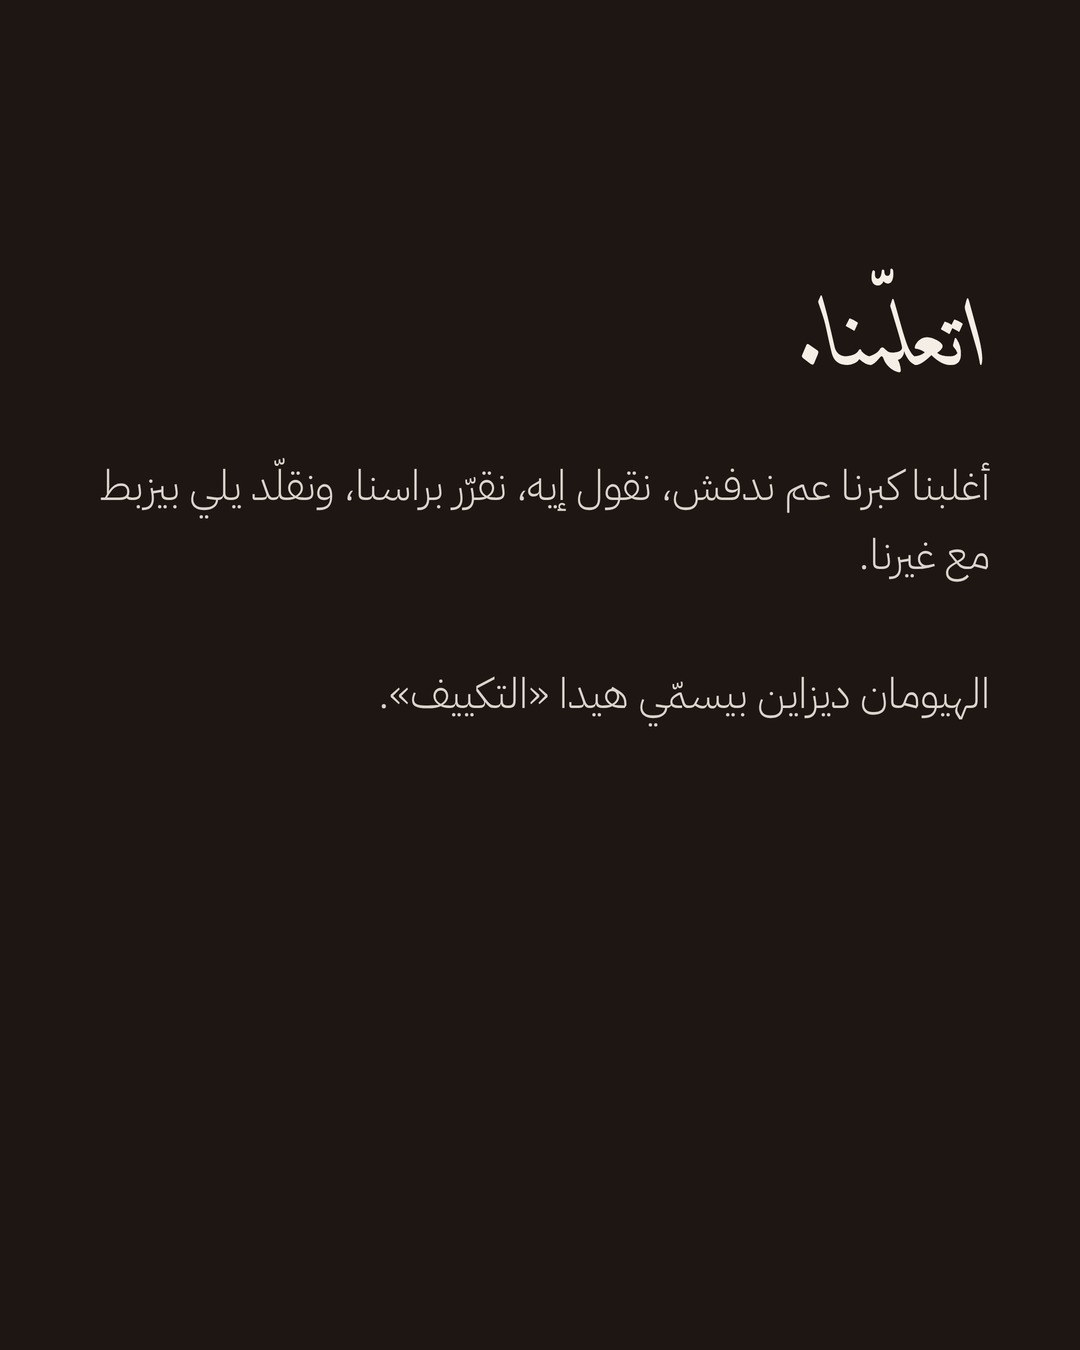 اتعلّمنا.
أغلبنا كبرنا عم ندفش، نقول إيه، نقرّر براسنا، ونقلّد يلي بيزبط
مع غيرنا.
الهيومان ديزاين بيسمّي هيدا «التكييف».